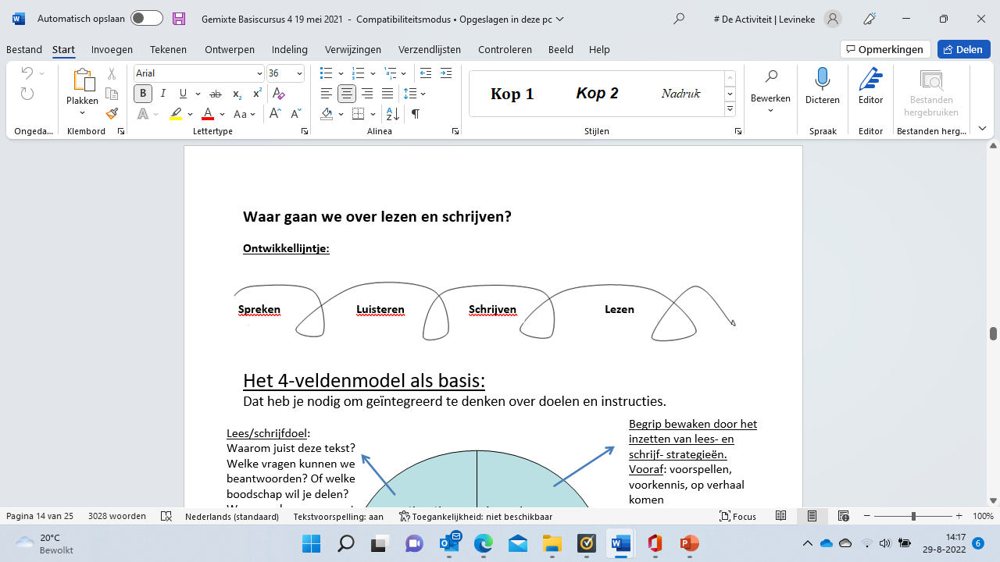 Automatisch opslaan Gemixte Basiscursus 4 19 mei 2021 - Compatibiliteitsmodus • Opgeslagen in deze pc # De Activiteit | Levineke
Bestand Start Invoegen Tekenen Ontwerpen Indeling Verwijzingen Verzendlijsten Controleren Beeld Help Opmerkingen Delen
Arial 36
Plakken
Kop 1 Kop 2 Nadruk
Bewerken Dicteren Editor Bestanden
hergebruiken
Ongeda... Klembord Lettertype Alinea Stijlen Spraak Editor Bestanden herg...
Waar gaan we over lezen en schrijven?
Ontwikkellijntje:
Spreken Luisteren Schrijven Lezen
Het 4-veldenmodel als basis:
Dat heb je nodig om geïntegreerd te denken over doelen en instructies.
Lees/schrijfdoel:
Waarom juist deze tekst?
Welke vragen kunnen we
beantwoorden? Of welke
boodschap wil je delen?
Begrip bewaken door het
inzetten van lees- en
schrijf- strategieën.
Vooraf: voorspellen,
voorkennis, op verhaal
komen
Pagina 14 van 25 3028 woorden Nederlands (standaard) Tekstvoorspelling: aan Toegankelijkheid: niet beschikbaar Focus 100%
20°C
Bewolkt
14:17
29-8-2022 6